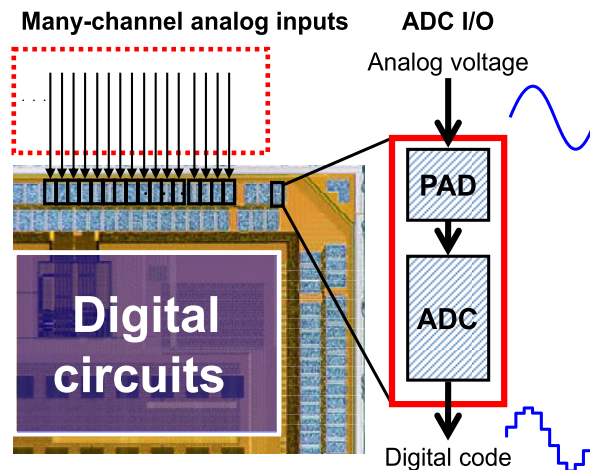 Many-channel analog inputs
ADC I/O
Analog voltage
. . .
PAD
. . . .
ADC
Digital
circuits
Digital code